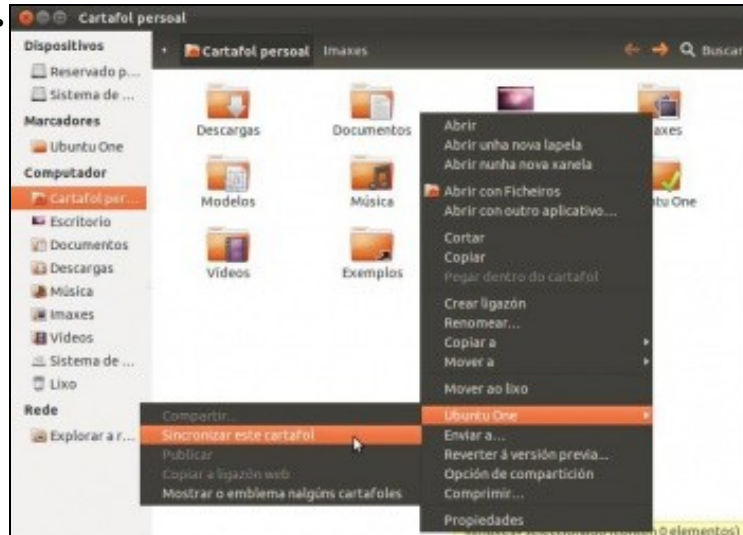 Cartafol persoal
Dispositivos
Cartafol persoal
Imaxes
Buscar
Reservado p...
Sistema de ...
Marcadores
Ubuntu One
Computador
Cartafol per...
Escritorio
Documentos
Descargas
Música
Imaxes
Vídeos
Sistema de ...
Lixo
Rede
Explorar a r...
Descargas
Documentos
axes
Modelos
Música
tu One
Vídeos
Exemplos
Abrir
Abrir unha nova lapela
Abrir nunha nova xanela
Abrir con Ficheiros
Abrir con outro aplicativo...
Cortar
Copiar
Pegar dentro do cartafol
Crear ligazón
Renomear...
Copiar a
Mover a
Mover ao lixo
Ubuntu One
Enviar a...
Reverter á versión previa...
Opción de compartición
Comprimir...
Propiedades
Compartir...
Sincronizar este cartafol
Publicar
Copiar a ligazón web
Mostrar o emblema nalgúns cartafoles
0 elementos)